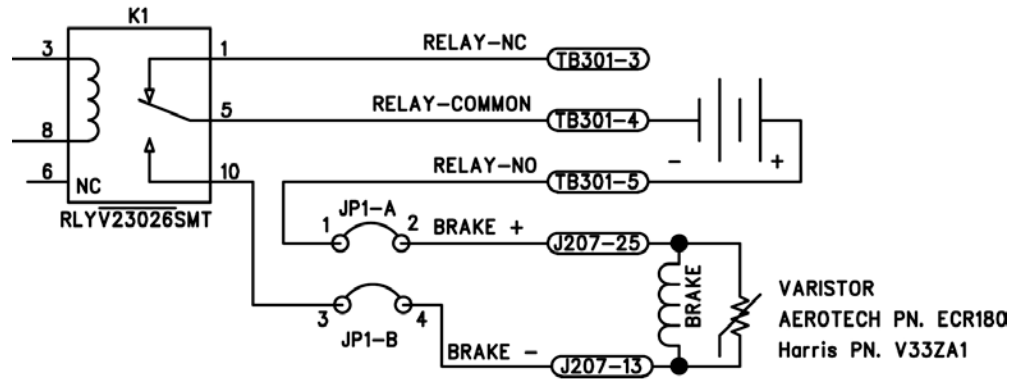 K1
3
1
RELAY-NC
TB301-3
RELAY-COMMON
5
TB301-4
8
- +
6
NC
10
RELAY-NO
TB301-5
RLYV23026SMT
JP1-A
1
2
BRAKE +
J207-25
BRAKE
VARISTOR
AEROTECH PN. ECR180
Harris PN. V33ZA1
3
4
JP1-B
BRAKE -
J207-13